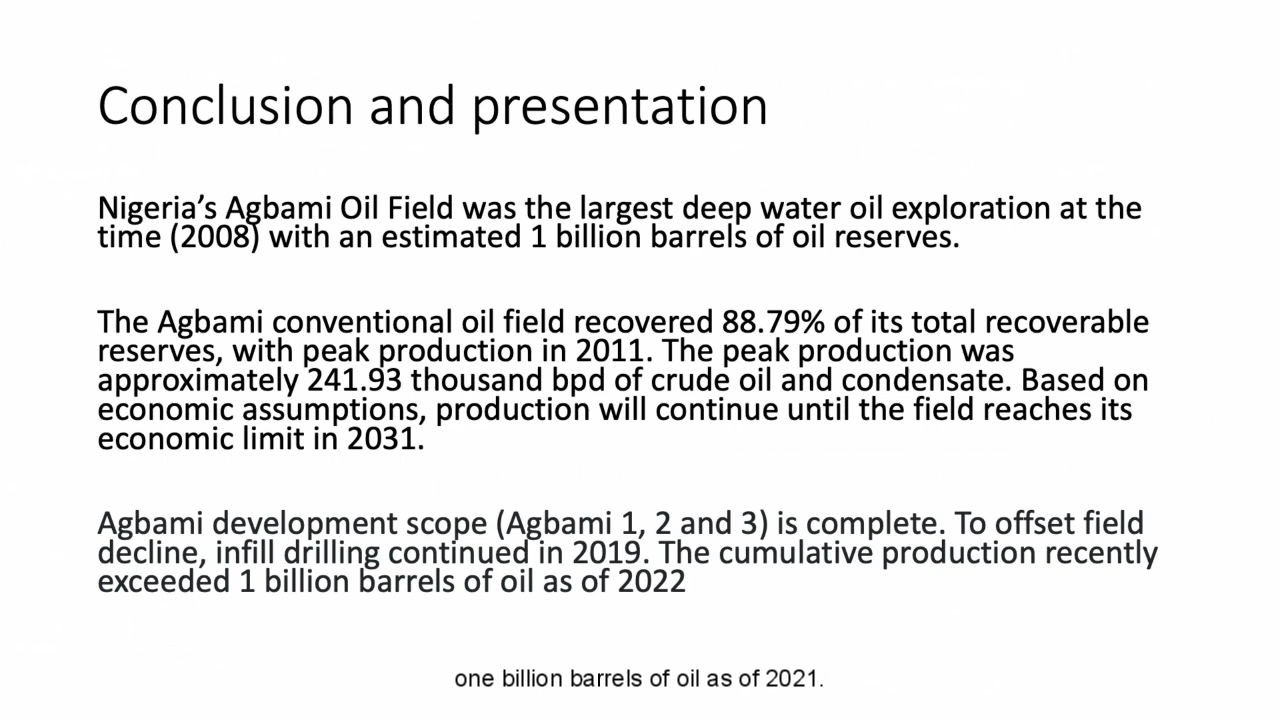 Conclusion and presentation
Nigeria’s Agbami Oil Field was the largest deep water oil exploration at the
time (2008) with an estimated 1 billion barrels of oil reserves.
The Agbami conventional oil field recovered 88.79% of its total recoverable
reserves, with peak production in 2011. The peak production was
approximately 241.93 thousand bpd of crude oil and condensate. Based on
economic assumptions, production will continue until the field reaches its
economic limit in 2031.
Agbami development scope (Agbami 1, 2 and 3) is complete. To offset field
decline, infill drilling continued in 2019. The cumulative production recently
exceeded 1 billion barrels of oil as of 2022
one billion barrels of oil as of 2021.